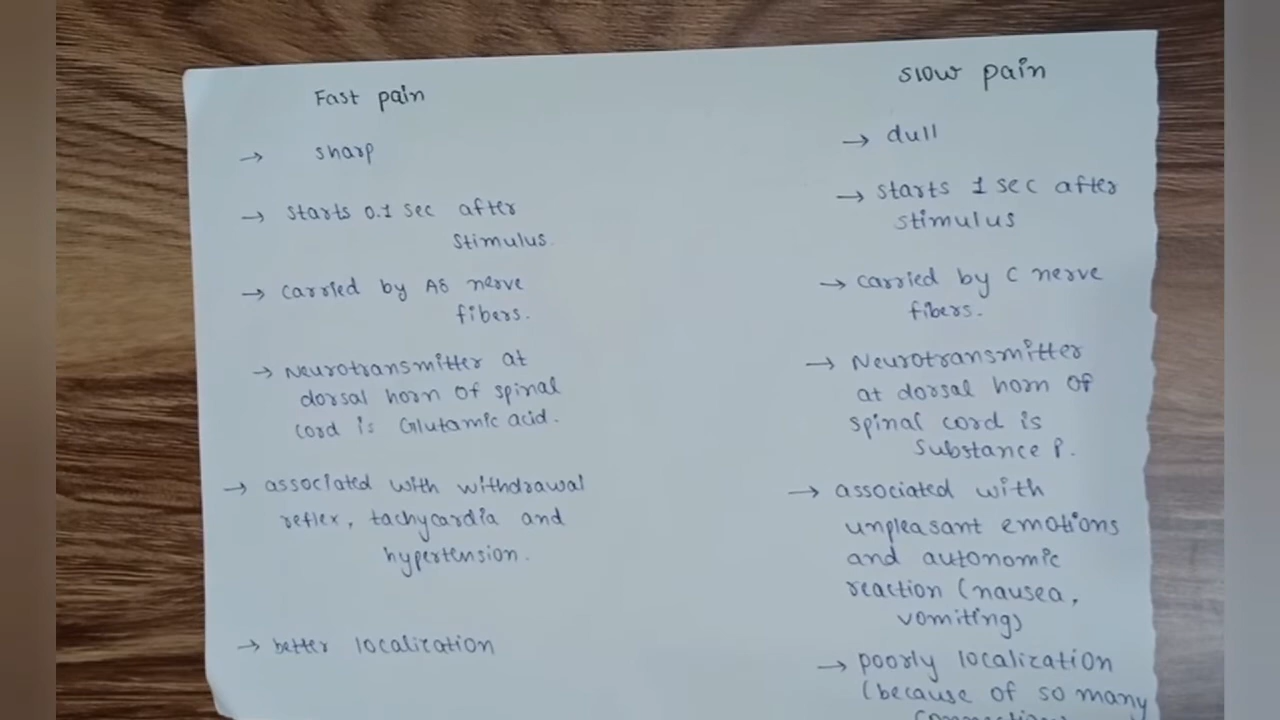 Fast pain
→ sharp
→ starts 0.1 sec after
stimulus.
→ carried by Aδ nerve
fibers.
→ Neurotransmitter at
dorsal horn of spinal
cord is Glutamic acid.
→ associated with withdrawal
reflex, tachycardia and
hypertension.
→ better localization
slow pain
→ dull
→ starts 1 sec after
stimulus
→ carried by C nerve
fibers.
→ Neurotransmitter
at dorsal horn of
spinal cord is
Substance P.
→ associated with
unpleasant emotions
and autonomic
reaction (nausea,
vomiting)
→ poorly localization
(because of so many